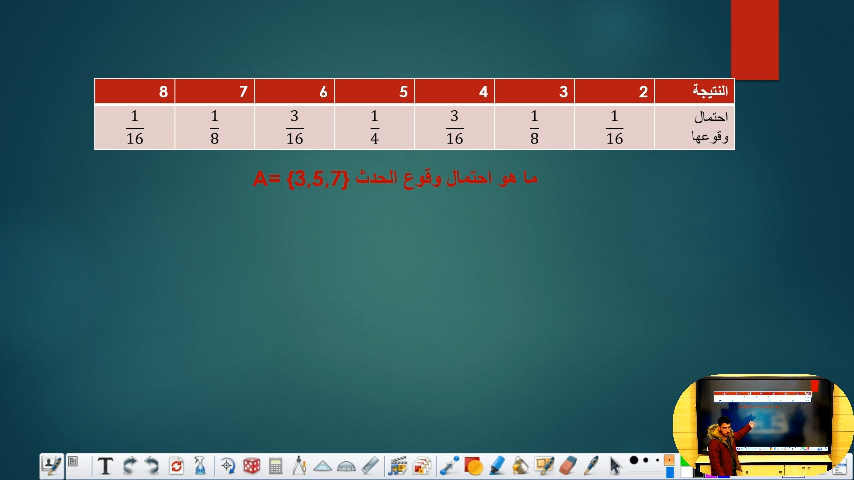 النتيجة 2 3 4 5 6 7 8
احتمال وقوعها 1/16 1/8 3/16 1/4 3/16 1/8 1/16
ما هو احتمال وقوع الحدث A= {3,5,7}
T